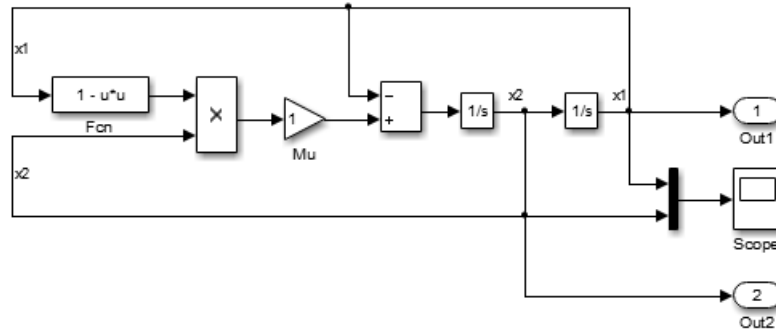 x1
1 - u*u
Fcn
×
1
Mu
−
+
1/s
x2
1/s
x1
1
Out1
x2
Scope
2
Out2